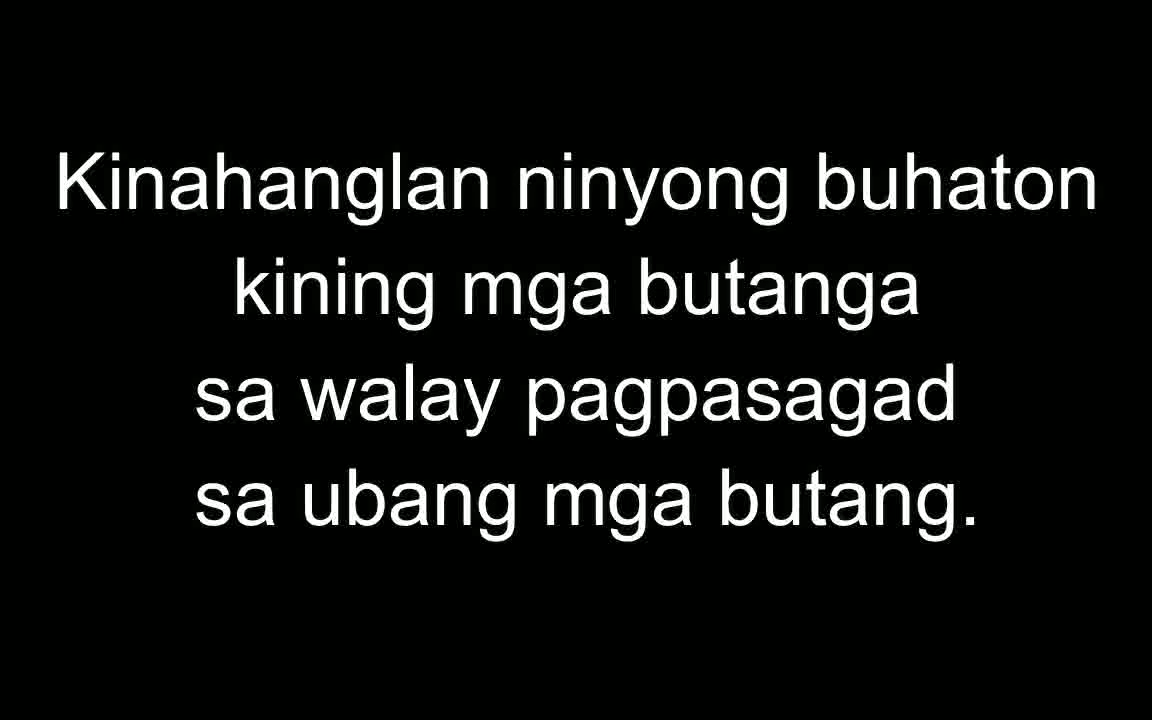 Kinahanglan ninyong buhaton
kining mga butanga
sa walay pagpasagad
sa ubang mga butang.